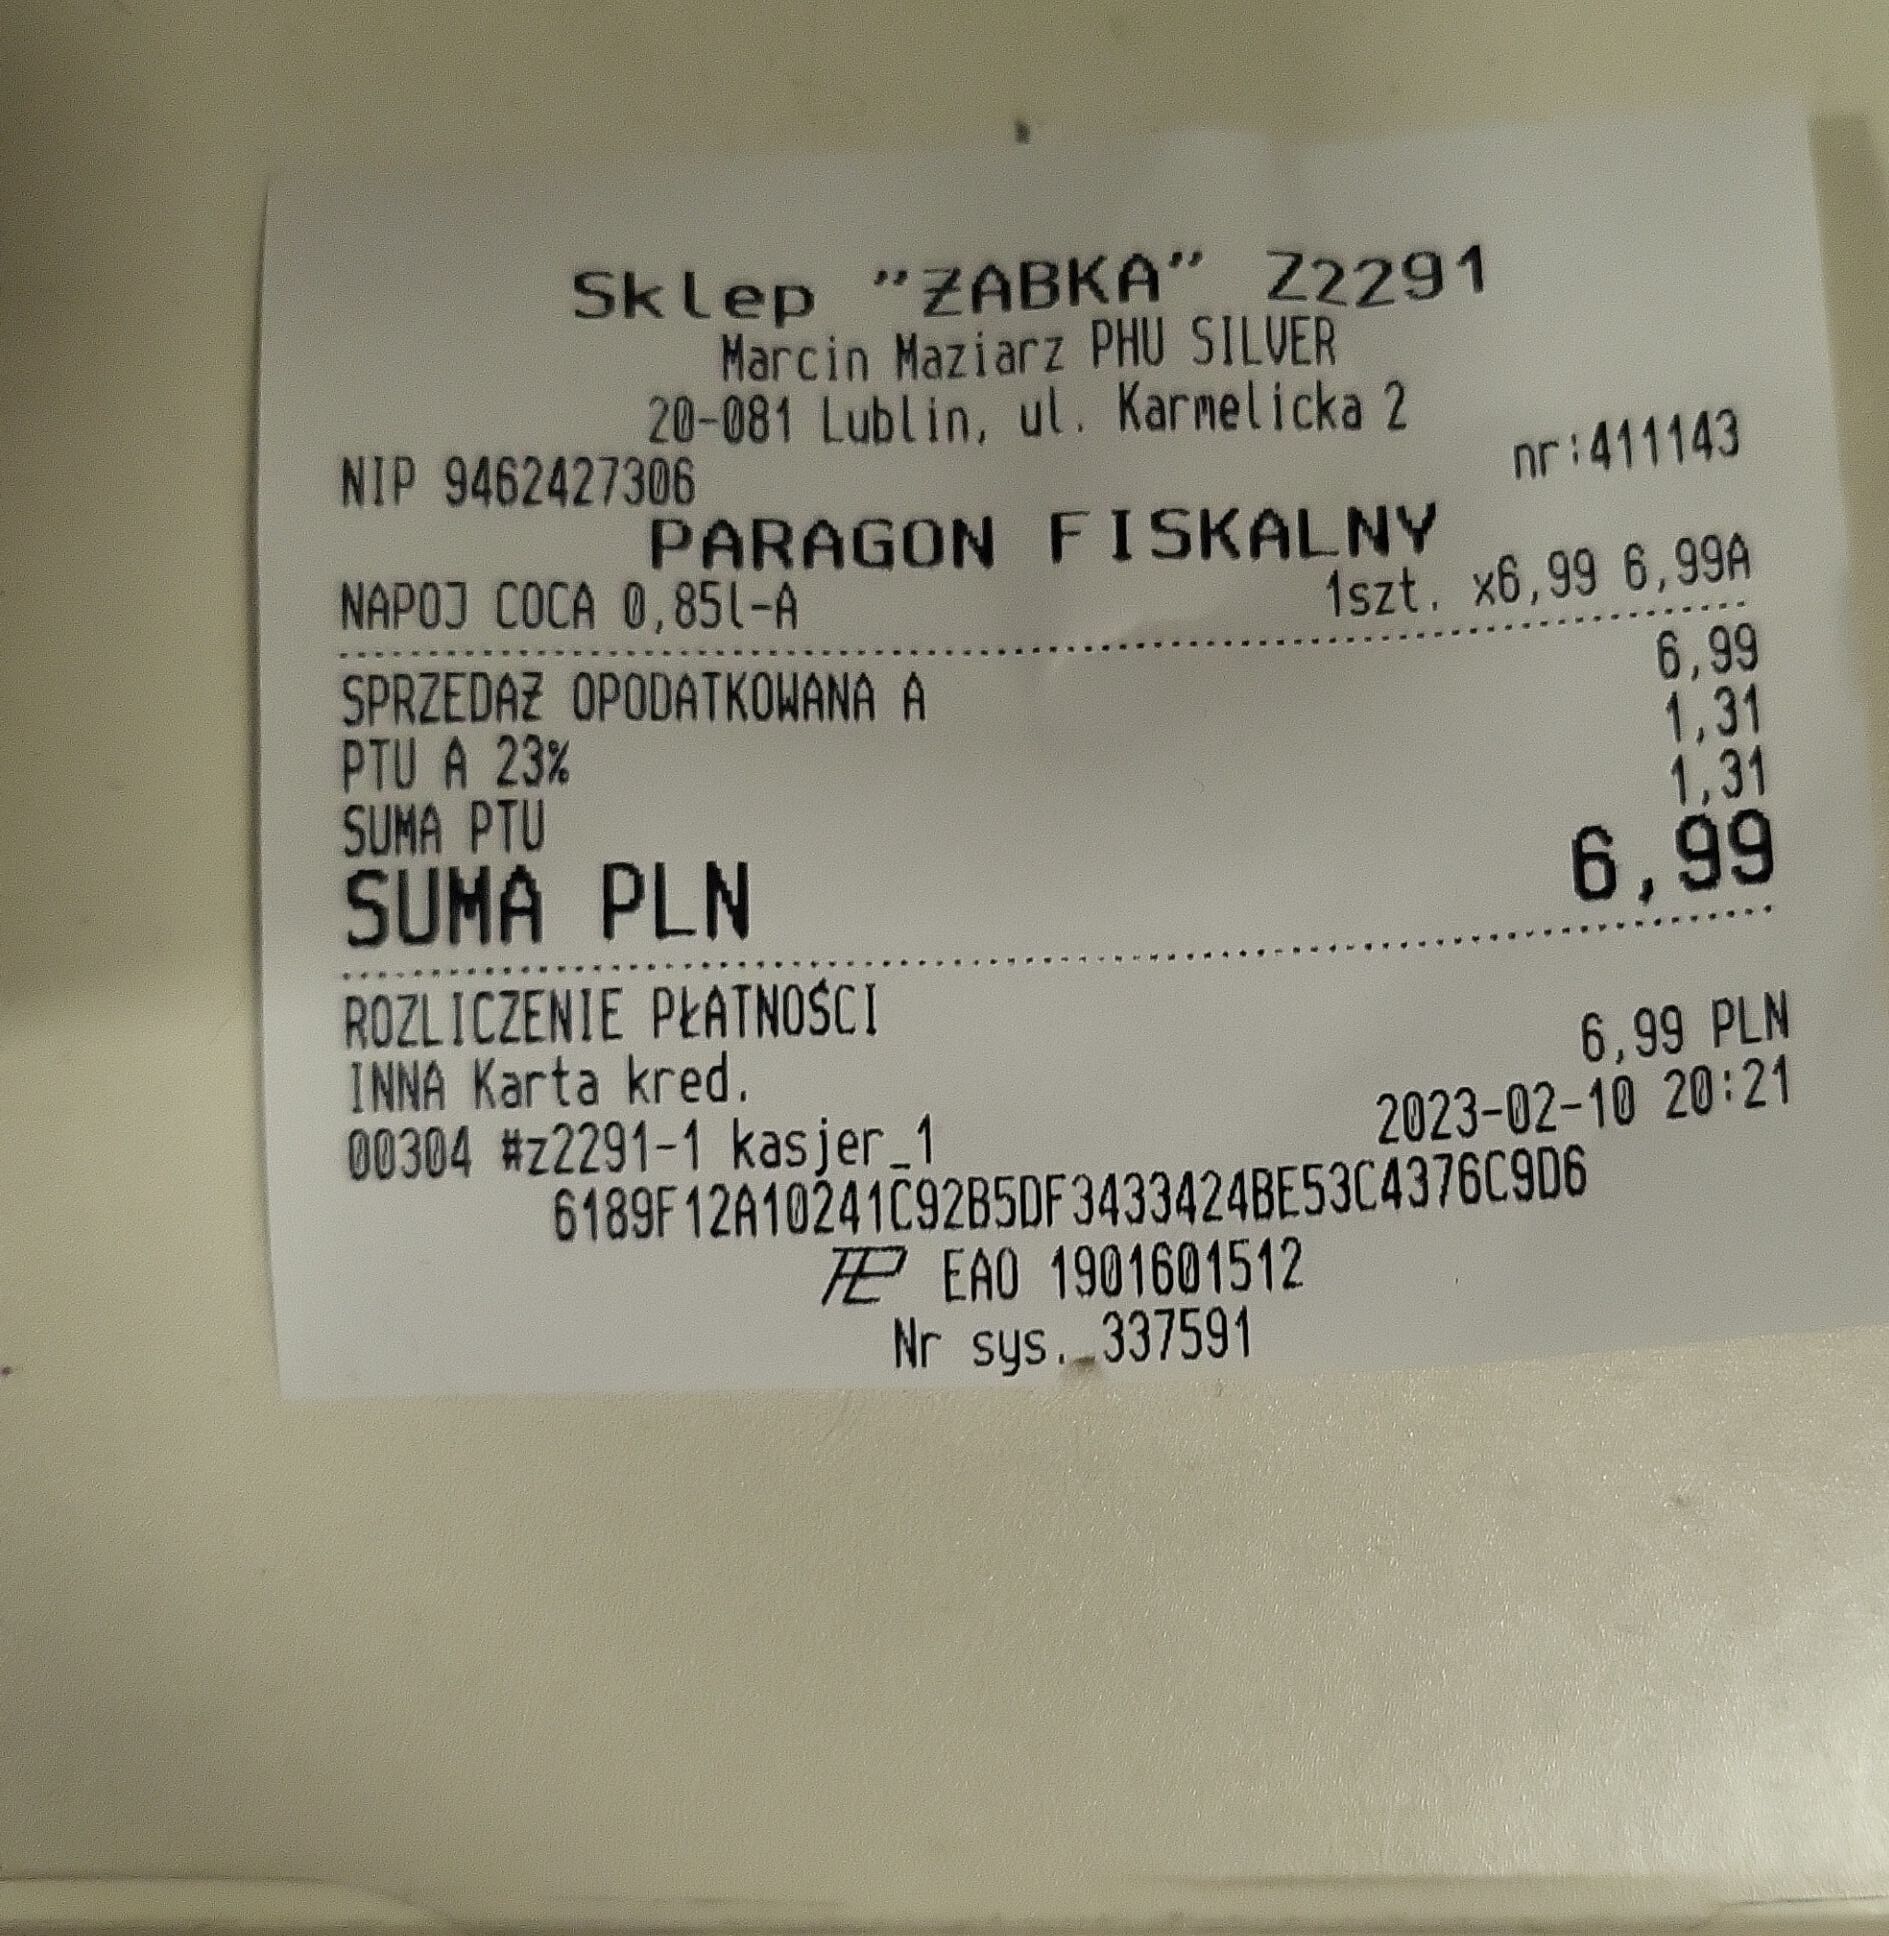 Sklep "ŻABKA" Z2291
Marcin Maziarz PHU SILVER
20-081 Lublin, ul. Karmelicka 2
NIP 9462427306 nr:411143
PARAGON FISKALNY
NAPOJ COCA 0,85l-A 1szt. x6,99 6,99A
SPRZEDAŻ OPODATKOWANA A 6,99
PTU A 23% 1,31
SUMA PTU 1,31
SUMA PLN 6,99
ROZLICZENIE PŁATNOŚCI
INNA Karta kred. 6,99 PLN
00304 #z2291-1 kasjer_1 2023-02-10 20:21
6189F12A10241C92B5DF3433424BE53C4376C9D6
EAO 1901601512
Nr sys. 337591